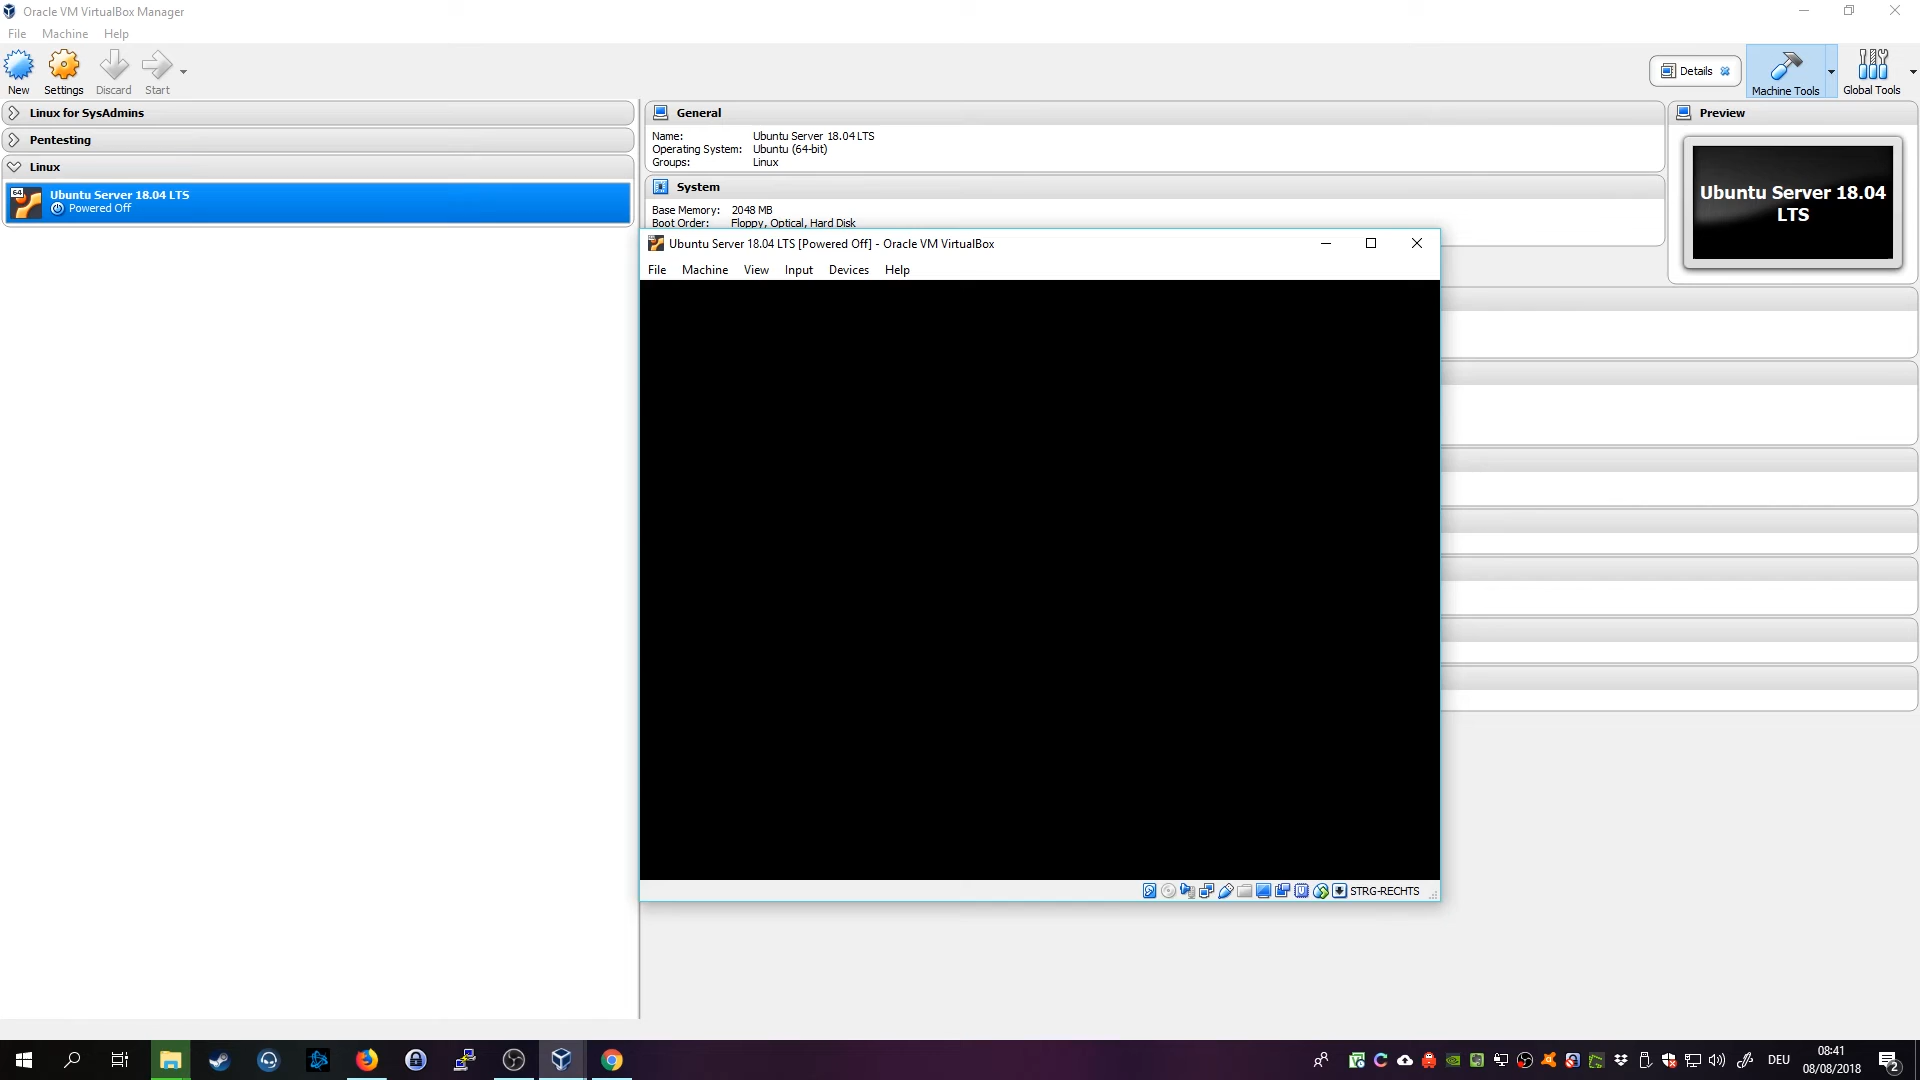 Oracle VM VirtualBox Manager
File Machine Help
New Settings Discard Start
Details
Machine Tools
Global Tools
Linux for SysAdmins
Pentesting
Linux
64
Ubuntu Server 18.04 LTS
Powered Off
General
Name: Ubuntu Server 18.04 LTS
Operating System: Ubuntu (64-bit)
Groups: Linux
System
Base Memory: 2048 MB
Boot Order: Floppy, Optical, Hard Disk
Preview
Ubuntu Server 18.04
LTS
Ubuntu Server 18.04 LTS [Powered Off] - Oracle VM VirtualBox
File Machine View Input Devices Help
STRG-RECHTS
DEU
08:41
08/08/2018
2